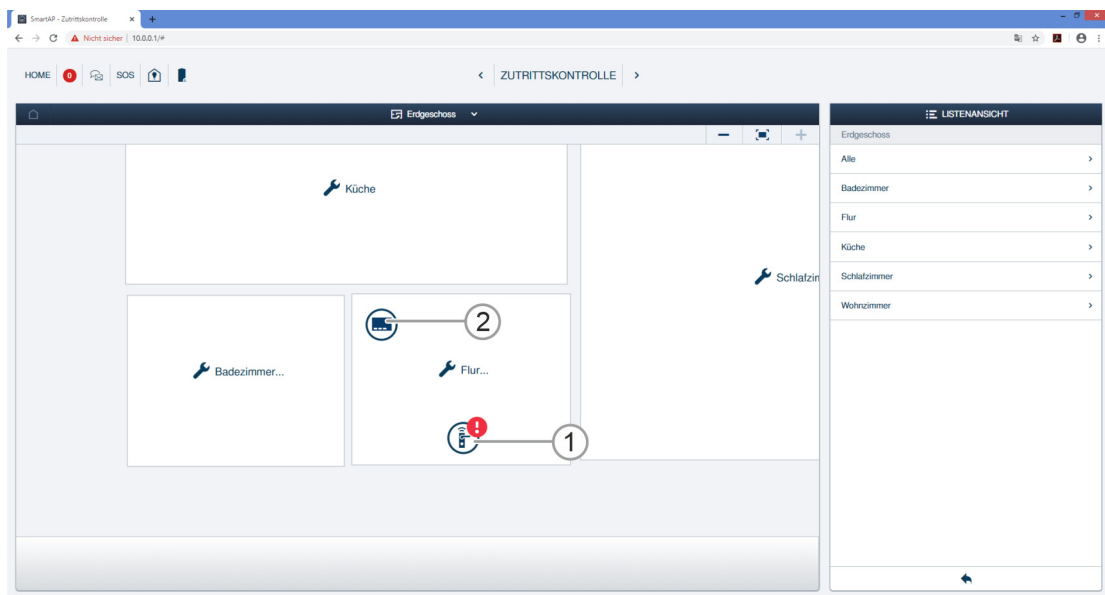 SmartAP - Zutrittskontrolle
Nicht sicher | 10.0.0.1/#
HOME 0 SOS
ZUTRITTSKONTROLLE
Erdgeschoss
LISTENANSICHT
Erdgeschoss
Alle
Badezimmer
Flur
Küche
Schlafzimmer
Wohnzimmer
Küche
Schlafzin
2
Badezimmer...
Flur...
1